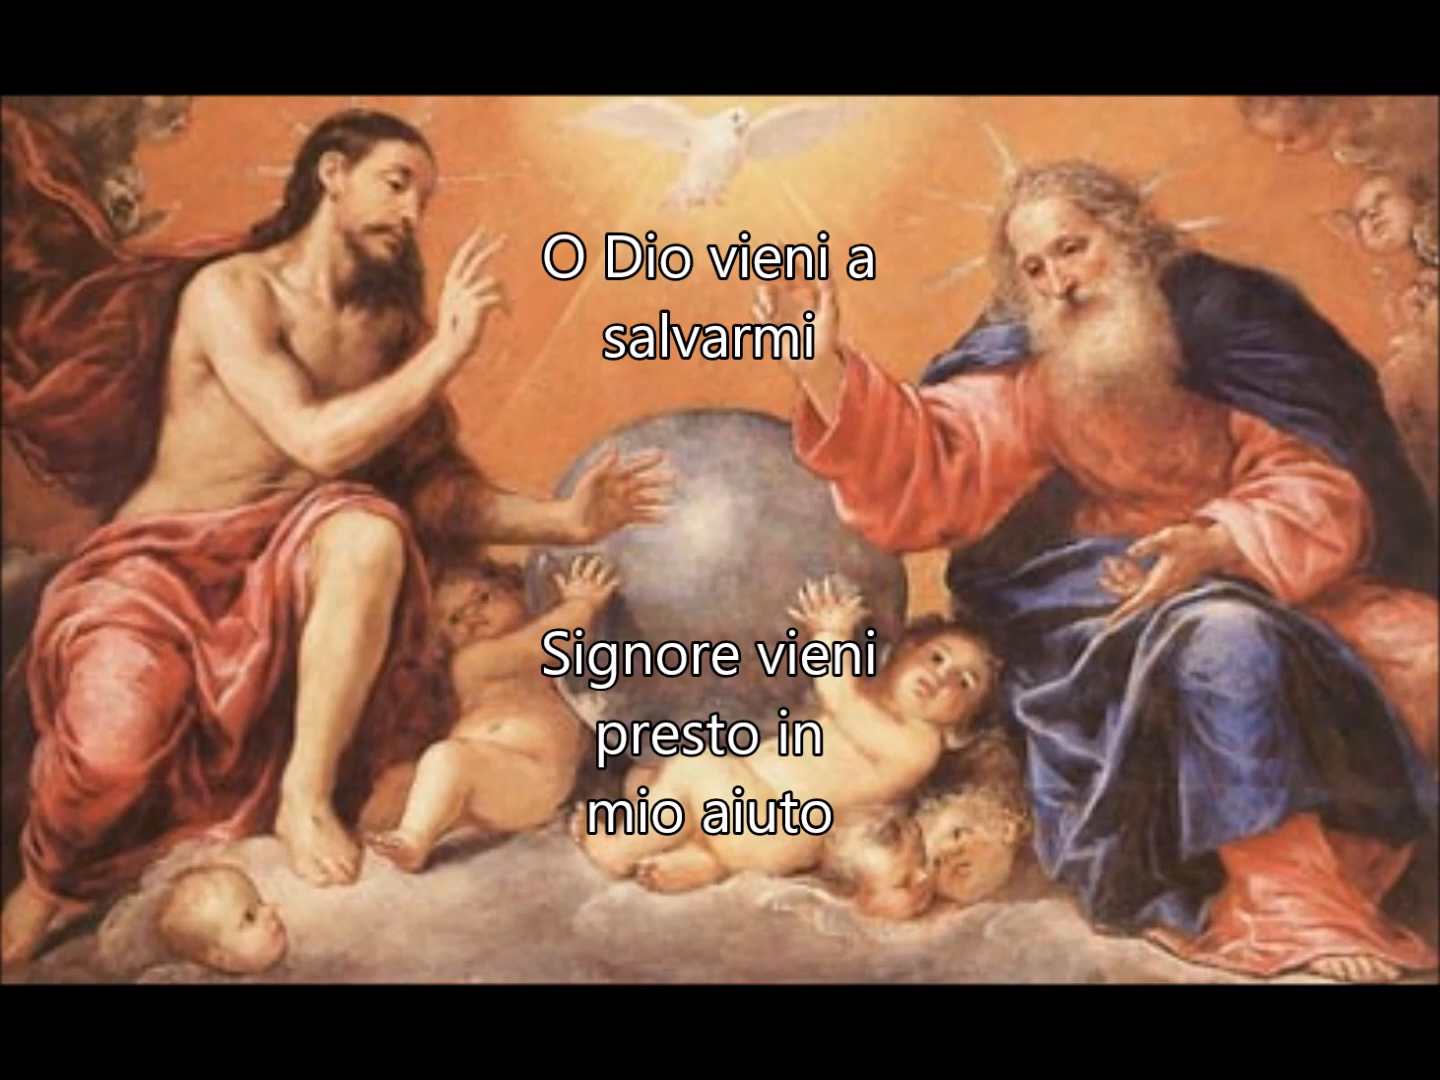 O Dio vieni a
salvarmi
Signore vieni
presto in
mio aiuto